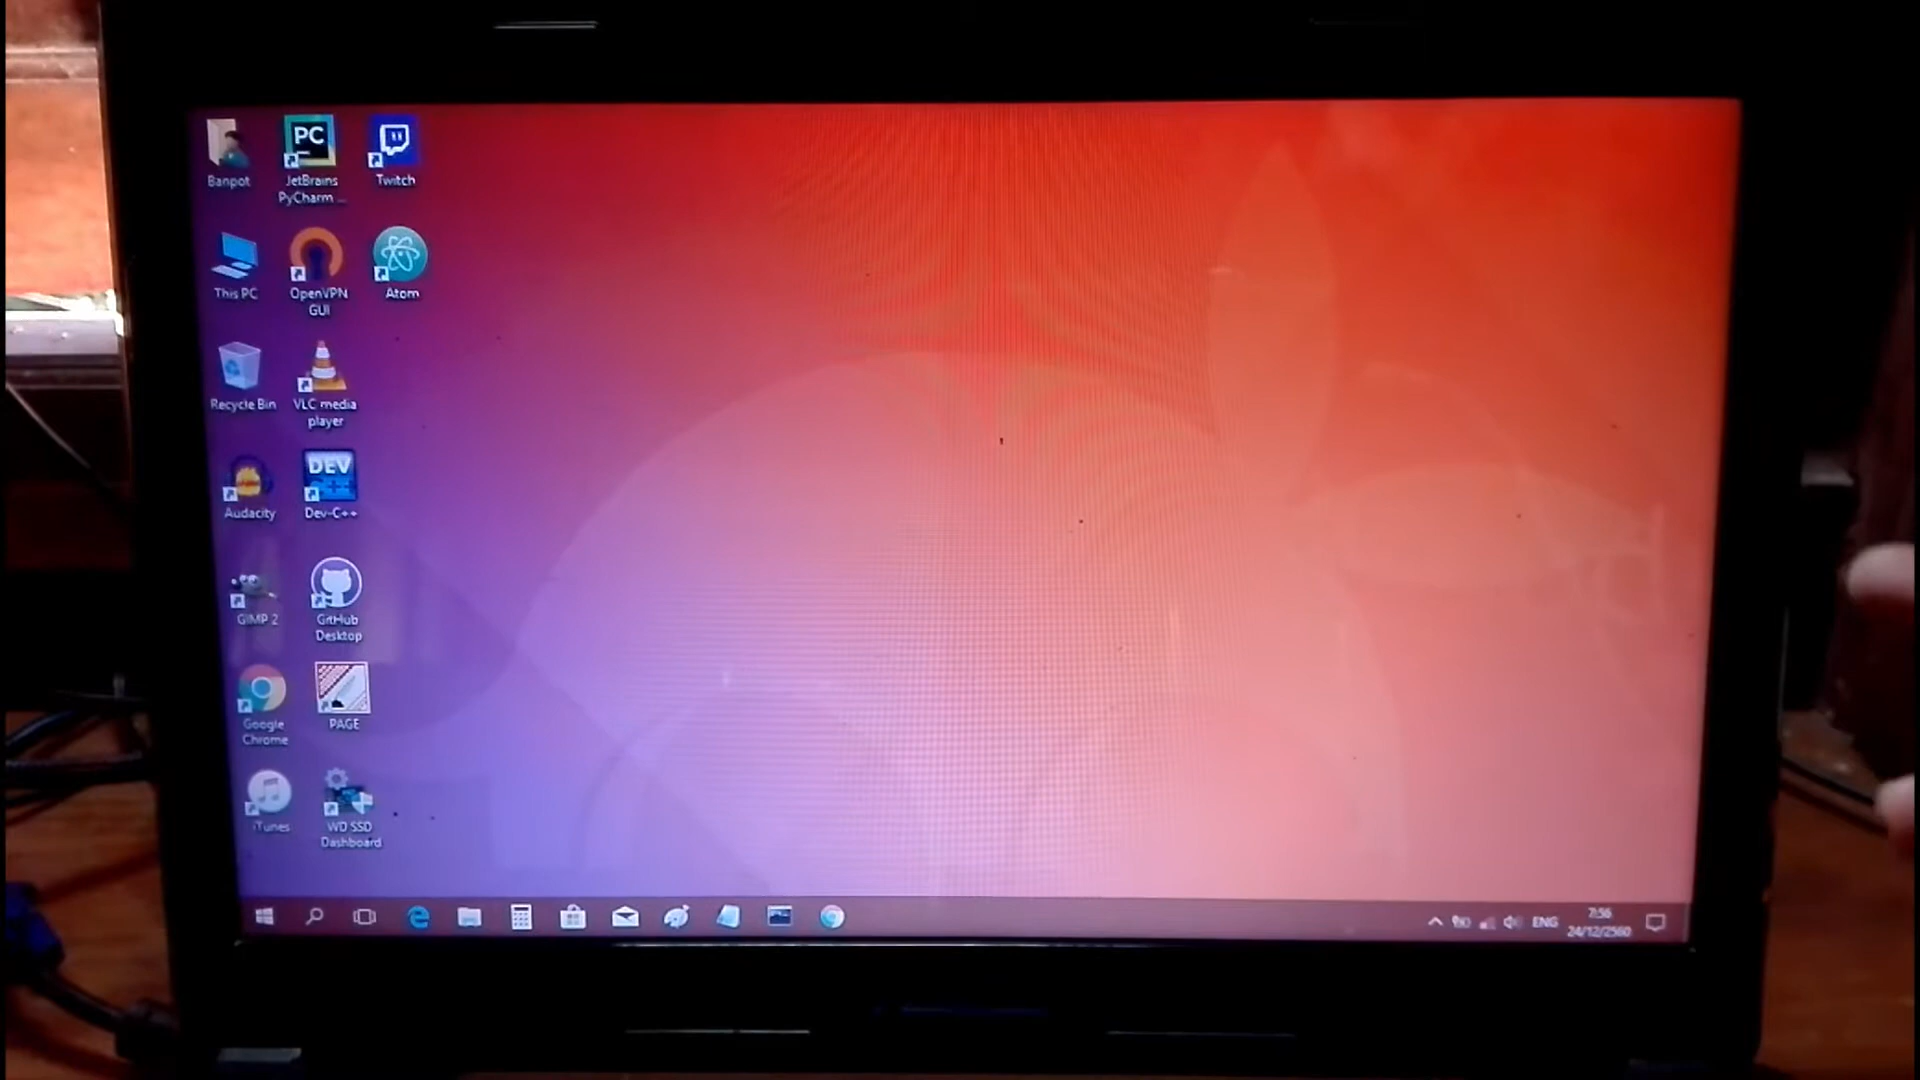 Banpot
PC
JetBrains
PyCharm ...
Twitch
This PC
OpenVPN
GUI
Atom
Recycle Bin
VLC media
player
Audacity
DEV
Dev-C++
GIMP 2
GitHub
Desktop
Google
Chrome
PAGE
iTunes
WD SSD
Dashboard
ENG
7:56
24/12/2560